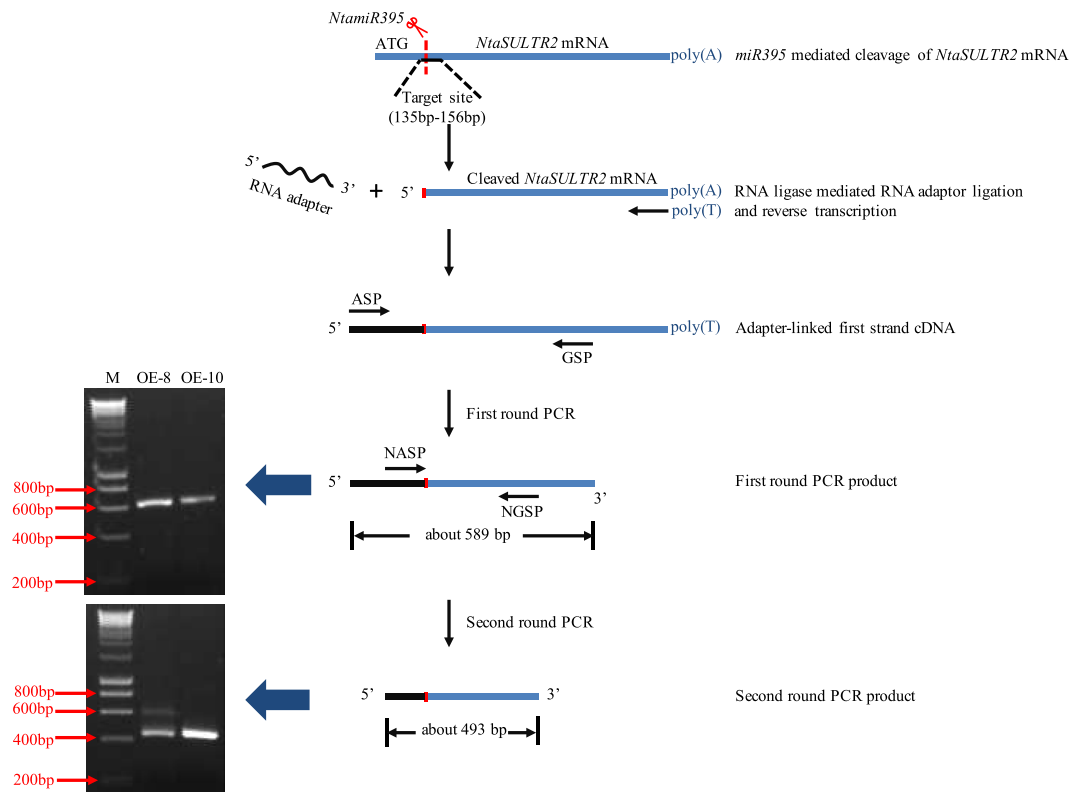 NtamiR395
ATG
NtaSULTR2 mRNA
poly(A)
miR395 mediated cleavage of NtaSULTR2 mRNA
Target site
(135bp-156bp)
5’
RNA adapter
3’
+
5’
Cleaved NtaSULTR2 mRNA
poly(A)
RNA ligase mediated RNA adaptor ligation
poly(T)
and reverse transcription
ASP
5’
poly(T)
Adapter-linked first strand cDNA
GSP
M
OE-8
OE-10
First round PCR
NASP
5’
First round PCR product
3’
NGSP
800bp
600bp
400bp
200bp
about 589 bp
Second round PCR
5’
3’
Second round PCR product
about 493 bp
800bp
600bp
400bp
200bp